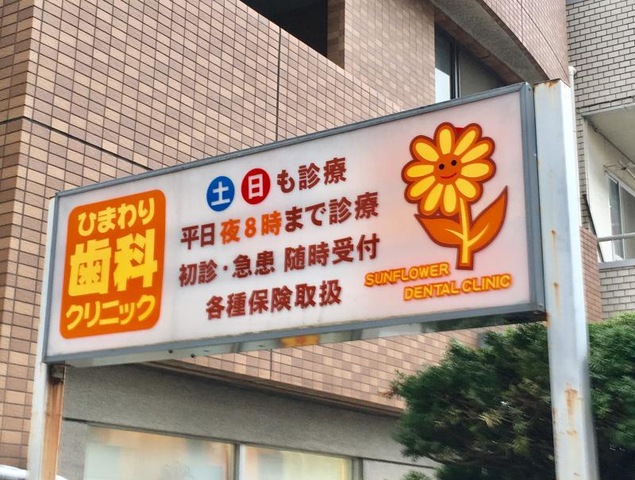 ひまわり
歯科
クリニック
土 日 も診療
平日夜8時まで診療
初診・急患 随時受付
各種保険取扱
SUNFLOWER
DENTAL CLINIC